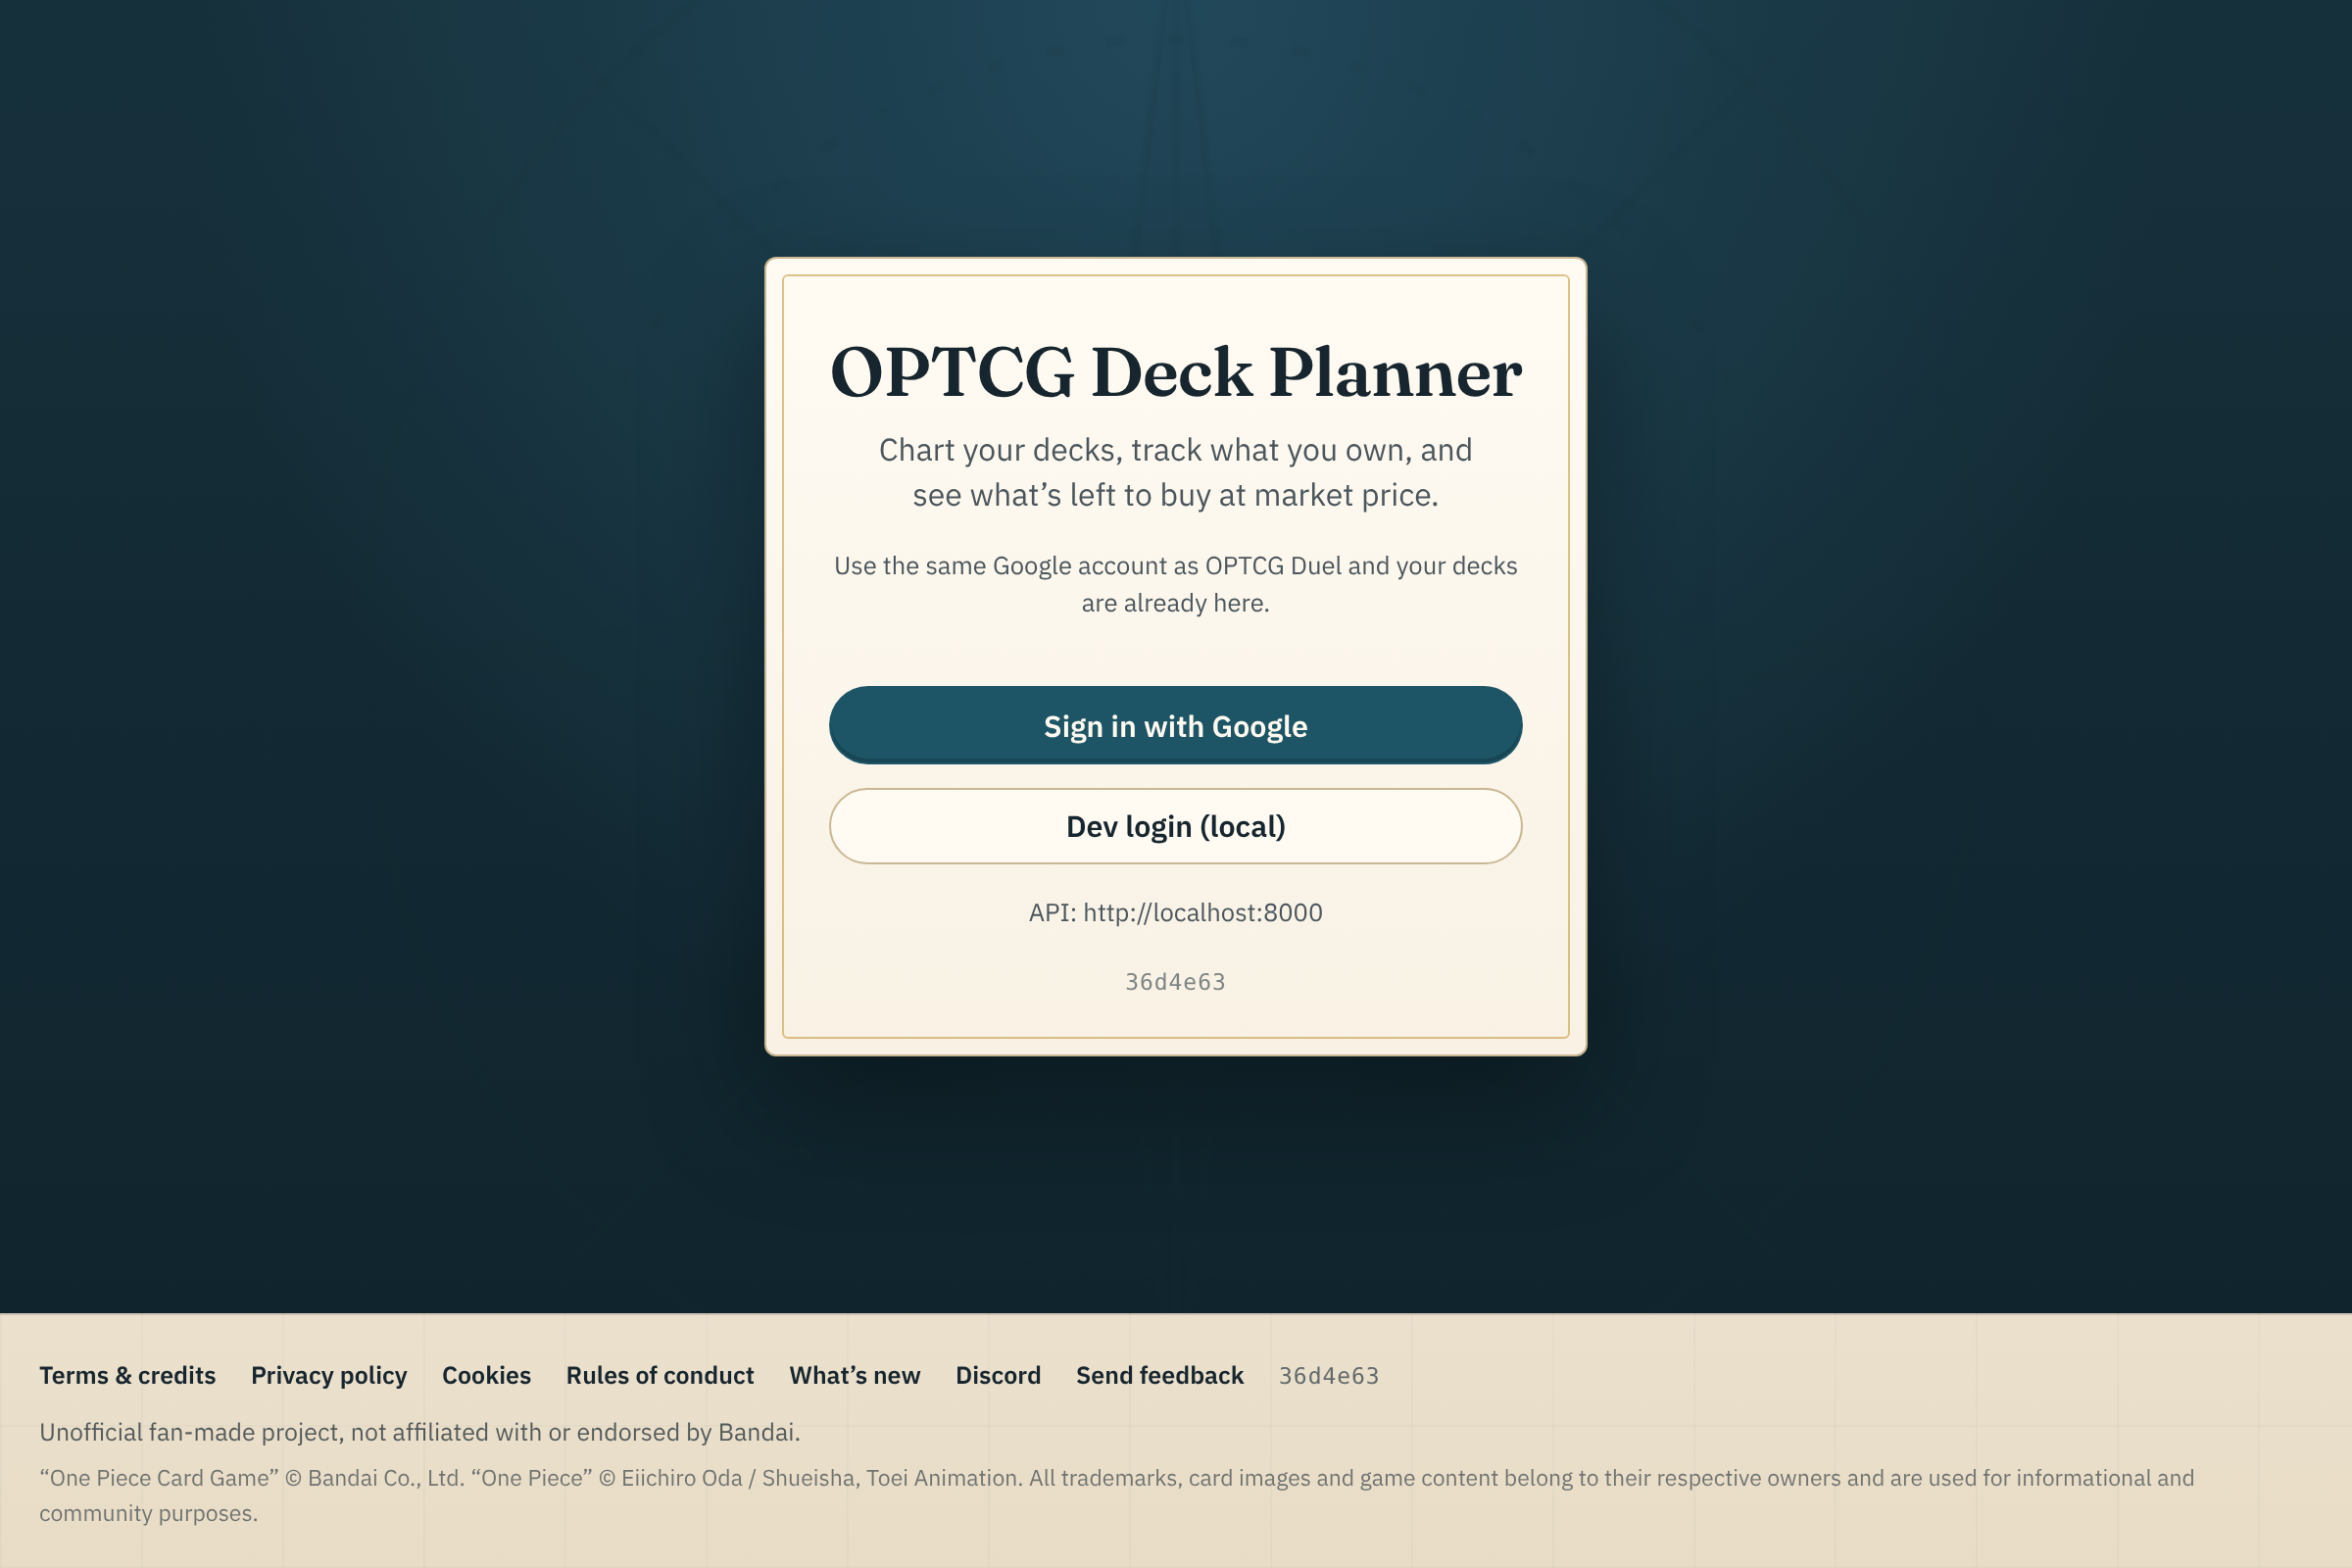 OPTCG Deck Planner
Chart your decks, track what you own, and
see what’s left to buy at market price.
Use the same Google account as OPTCG Duel and your decks
are already here.
Sign in with Google
Dev login (local)
API: http://localhost:8000
36d4e63
Terms & credits Privacy policy Cookies Rules of conduct What’s new Discord Send feedback 36d4e63
Unofficial fan-made project, not affiliated with or endorsed by Bandai.
“One Piece Card Game” © Bandai Co., Ltd. “One Piece” © Eiichiro Oda / Shueisha, Toei Animation. All trademarks, card images and game content belong to their respective owners and are used for informational and
community purposes.